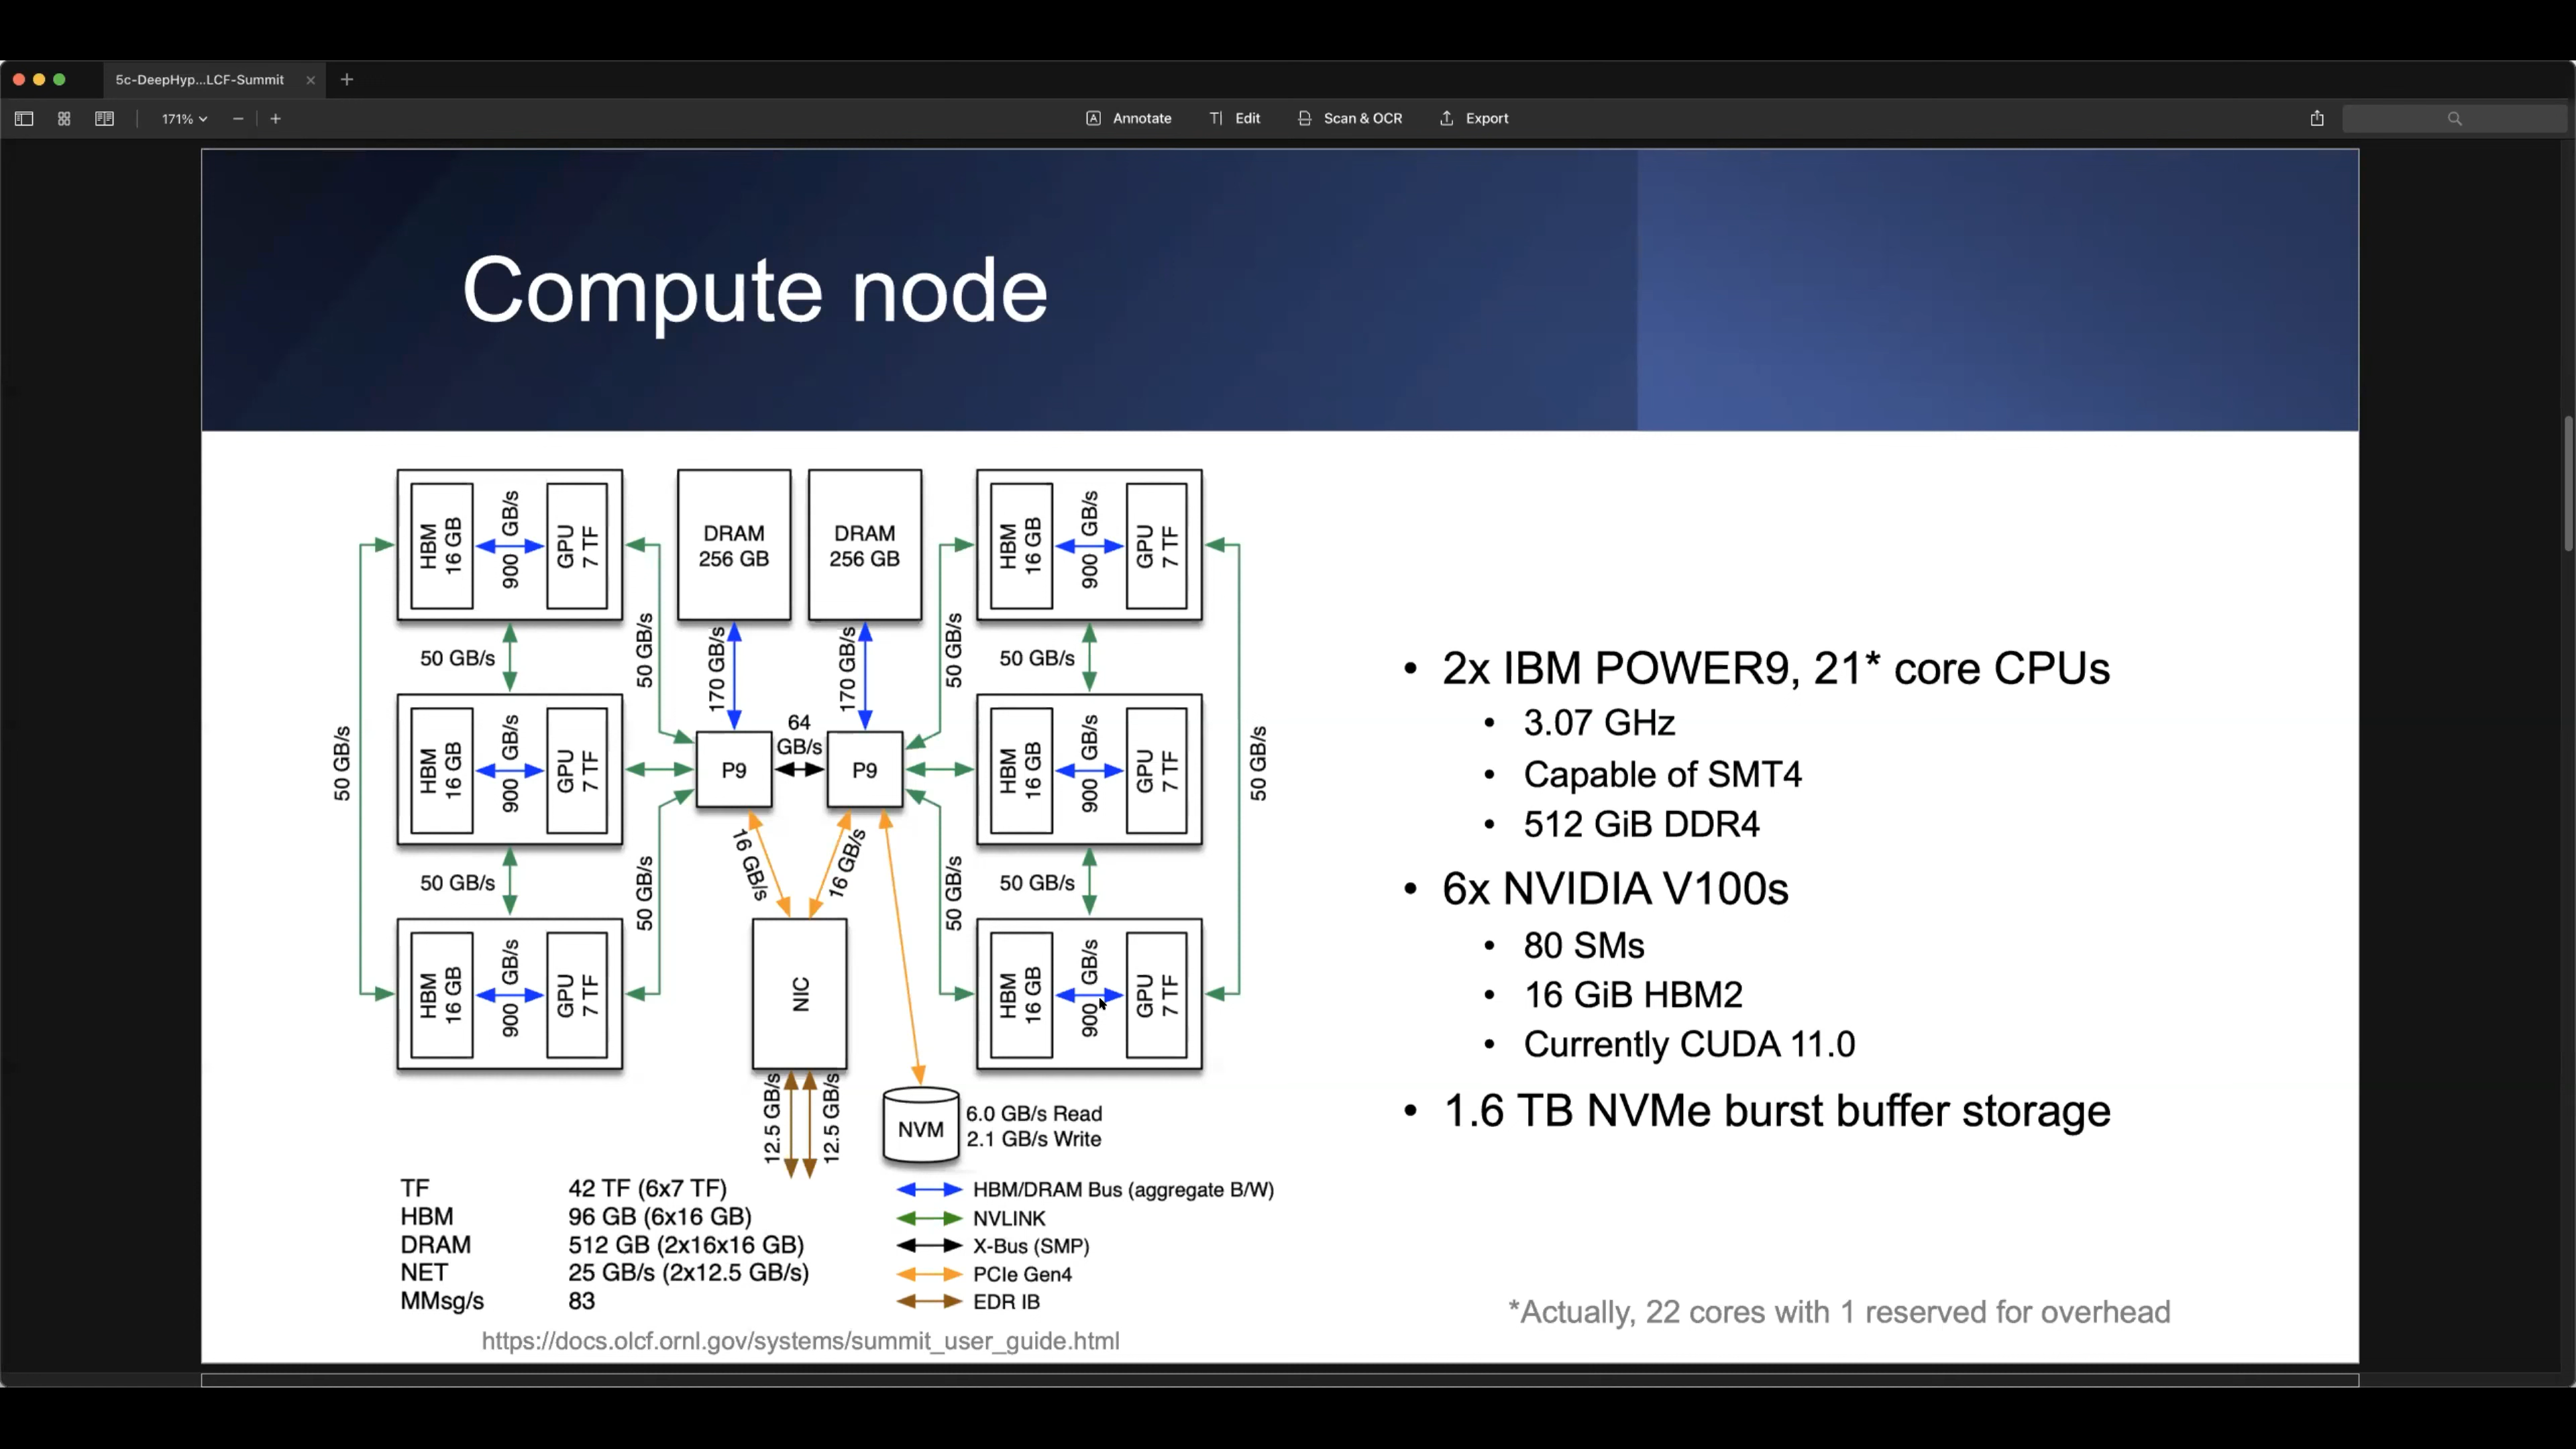 5c-DeepHyp...LCF-Summit
171%
Annotate
Edit
Scan & OCR
Export
Compute node
HBM
16 GB
900 GB/s
GPU
7 TF
DRAM
256 GB
DRAM
256 GB
HBM
16 GB
900 GB/s
GPU
7 TF
50 GB/s
50 GB/s
170 GB/s
170 GB/s
50 GB/s
50 GB/s
50 GB/s
HBM
16 GB
900 GB/s
GPU
7 TF
P9
64
GB/s
P9
HBM
16 GB
900 GB/s
GPU
7 TF
50 GB/s
50 GB/s
50 GB/s
16 GB/s
16 GB/s
50 GB/s
50 GB/s
HBM
16 GB
900 GB/s
GPU
7 TF
NIC
HBM
16 GB
900 GB/s
GPU
7 TF
12.5 GB/s
12.5 GB/s
NVM
6.0 GB/s Read
2.1 GB/s Write
TF 42 TF (6x7 TF)
HBM 96 GB (6x16 GB)
DRAM 512 GB (2x16x16 GB)
NET 25 GB/s (2x12.5 GB/s)
MMsg/s 83
HBM/DRAM Bus (aggregate B/W)
NVLINK
X-Bus (SMP)
PCIe Gen4
EDR IB
https://docs.olcf.ornl.gov/systems/summit_user_guide.html
• 2x IBM POWER9, 21* core CPUs
• 3.07 GHz
• Capable of SMT4
• 512 GiB DDR4
• 6x NVIDIA V100s
• 80 SMs
• 16 GiB HBM2
• Currently CUDA 11.0
• 1.6 TB NVMe burst buffer storage
*Actually, 22 cores with 1 reserved for overhead